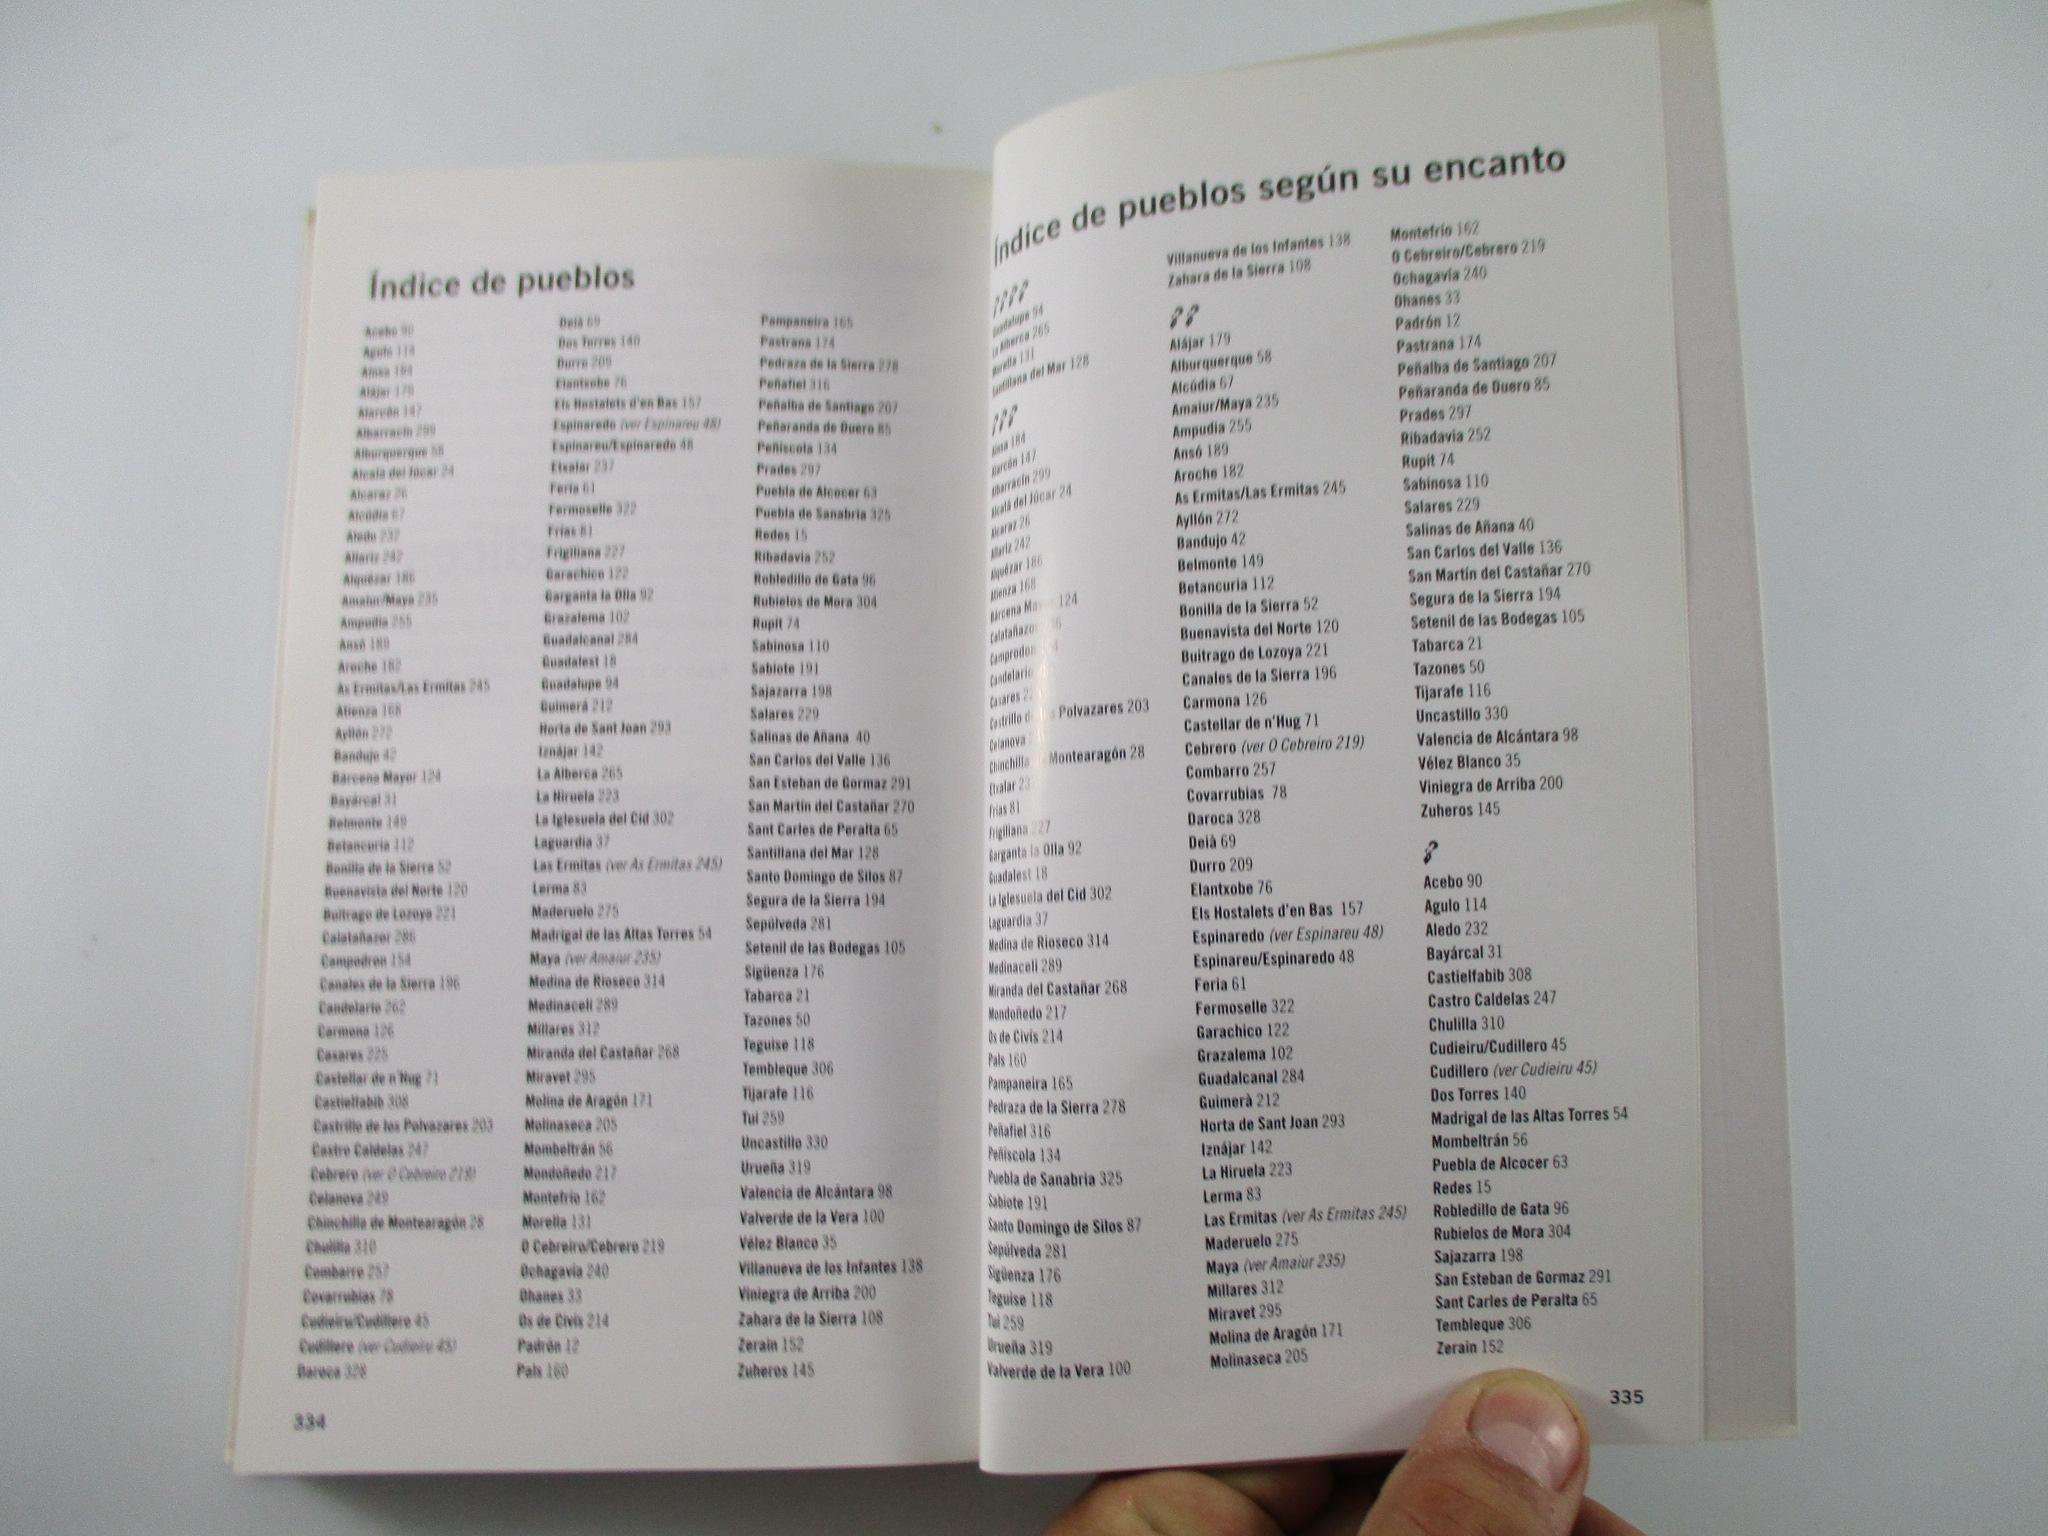 Índice de pueblos
Acebo 90
Agulo 114
Aínsa 184
Alájar 179
Alarcón 147
Albarracín 299
Alburquerque 58
Alcalá del Júcar 24
Alcaraz 26
Alcúdia 67
Aledo 232
Allariz 242
Alquézar 186
Amaiur/Maya 235
Ampudia 255
Ansó 189
Aroche 182
As Ermitas/Las Ermitas 245
Atienza 168
Ayllón 272
Bandujo 42
Bárcena Mayor 124
Bayárcal 31
Belmonte 149
Betancuria 112
Bonilla de la Sierra 52
Buenavista del Norte 120
Buitrago de Lozoya 221
Calatañazor 286
Campodron 154
Canales de la Sierra 196
Candelario 262
Carmona 126
Casares 225
Castellar de n'Hug 71
Castielfabib 308
Castrillo de los Polvazares 203
Castro Caldelas 247
Cebrero (ver O Cebreiro 219)
Celanova 249
Chinchilla de Montearagón 28
Chulilla 310
Combarro 257
Covarrubias 78
Cudieiru/Cudillero 45
Cudillero (ver Cudieiru 45)
Daroca 328
Deià 69
Dos Torres 140
Durro 209
Elantxobe 76
Els Hostalets d'en Bas 157
Espinaredo (ver Espinareu 48)
Espinareu/Espinaredo 48
Etxalar 237
Feria 61
Fermoselle 322
Frías 81
Frigiliana 227
Garachico 122
Garganta la Olla 92
Grazalema 102
Guadalcanal 284
Guadalest 18
Guadalupe 94
Guimerá 212
Horta de Sant Joan 293
Iznájar 142
La Alberca 265
La Hiruela 223
La Iglesuela del Cid 302
Laguardia 37
Las Ermitas (ver As Ermitas 245)
Lerma 83
Maderuelo 275
Madrigal de las Altas Torres 54
Maya (ver Amaiur 235)
Medina de Rioseco 314
Medinaceli 289
Millares 312
Miranda del Castañar 268
Miravet 295
Molina de Aragón 171
Molinaseca 205
Mombeltrán 56
Mondoñedo 217
Montefrío 162
Morella 131
O Cebreiro/Cebrero 219
Ochagavía 240
Ohanes 33
Os de Civís 214
Padrón 12
Pals 160
Pampaneira 165
Pastrana 174
Pedraza de la Sierra 278
Peñafiel 316
Peñalba de Santiago 207
Peñaranda de Duero 85
Peñíscola 134
Prades 297
Puebla de Alcocer 63
Puebla de Sanabria 325
Redes 15
Ribadavia 252
Robledillo de Gata 96
Rubielos de Mora 304
Rupit 74
Sabinosa 110
Sabiote 191
Sajazarra 198
Salares 229
Salinas de Añana 40
San Carlos del Valle 136
San Esteban de Gormaz 291
San Martín del Castañar 270
Sant Carles de Peralta 65
Santillana del Mar 128
Santo Domingo de Silos 87
Segura de la Sierra 194
Sepúlveda 281
Setenil de las Bodegas 105
Sigüenza 176
Tabarca 21
Tazones 50
Teguise 118
Tembleque 306
Tijarafe 116
Tui 259
Uncastillo 330
Urueña 319
Valencia de Alcántara 98
Valverde de la Vera 100
Vélez Blanco 35
Villanueva de los Infantes 138
Viniegra de Arriba 200
Zahara de la Sierra 108
Zerain 152
Zuheros 145
334
Índice de pueblos según su encanto
Guadalupe 94
La Alberca 265
Morella 131
Santillana del Mar 128
Aínsa 184
Alarcón 147
Albarracín 299
Alcalá del Júcar 24
Alcaraz 26
Allariz 242
Alquézar 186
Atienza 168
Bárcena 124
Calatañazor
Camprodon
Candelario
Casares
Castrillo Polvazares 203
Celanova
Chinchilla Montearagón 28
Etxalar
Frías 81
Frigiliana 227
Garganta la Olla 92
Guadalest 18
La Iglesuela del Cid 302
Laguardia 37
Medina de Rioseco 314
Medinaceli 289
Miranda del Castañar 268
Mondoñedo 217
Os de Civís 214
Pals 160
Pampaneira 165
Pedraza de la Sierra 278
Peñafiel 316
Peñíscola 134
Puebla de Sanabria 325
Sabiote 191
Santo Domingo de Silos 87
Sepúlveda 281
Sigüenza 176
Teguise 118
Tui 259
Urueña 319
Valverde de la Vera 100
Villanueva de los Infantes 138
Zahara de la Sierra 108
Alájar 179
Alburquerque 58
Alcúdia 67
Amaiur/Maya 235
Ampudia 255
Ansó 189
Aroche 182
As Ermitas/Las Ermitas 245
Ayllón 272
Bandujo 42
Belmonte 149
Betancuria 112
Bonilla de la Sierra 52
Buenavista del Norte 120
Buitrago de Lozoya 221
Canales de la Sierra 196
Carmona 126
Castellar de n'Hug 71
Cebrero (ver O Cebreiro 219)
Combarro 257
Covarrubias 78
Daroca 328
Deià 69
Durro 209
Elantxobe 76
Els Hostalets d'en Bas 157
Espinaredo (ver Espinareu 48)
Espinareu/Espinaredo 48
Feria 61
Fermoselle 322
Garachico 122
Grazalema 102
Guadalcanal 284
Guimerà 212
Horta de Sant Joan 293
Iznájar 142
La Hiruela 223
Lerma 83
Las Ermitas (ver As Ermitas 245)
Maderuelo 275
Maya (ver Amaiur 235)
Millares 312
Miravet 295
Molina de Aragón 171
Molinaseca 205
Montefrío 162
O Cebreiro/Cebrero 219
Ochagavía 240
Ohanes 33
Padrón 12
Pastrana 174
Peñalba de Santiago 207
Peñaranda de Duero 85
Prades 297
Ribadavia 252
Rupit 74
Sabinosa 110
Salares 229
Salinas de Añana 40
San Carlos del Valle 136
San Martín del Castañar 270
Segura de la Sierra 194
Setenil de las Bodegas 105
Tabarca 21
Tazones 50
Tijarafe 116
Uncastillo 330
Valencia de Alcántara 98
Vélez Blanco 35
Viniegra de Arriba 200
Zuheros 145
Acebo 90
Agulo 114
Aledo 232
Bayárcal 31
Castielfabib 308
Castro Caldelas 247
Chulilla 310
Cudieiru/Cudillero 45
Cudillero (ver Cudieiru 45)
Dos Torres 140
Madrigal de las Altas Torres 54
Mombeltrán 56
Puebla de Alcocer 63
Redes 15
Robledillo de Gata 96
Rubielos de Mora 304
Sajazarra 198
San Esteban de Gormaz 291
Sant Carles de Peralta 65
Tembleque 306
Zerain 152
335